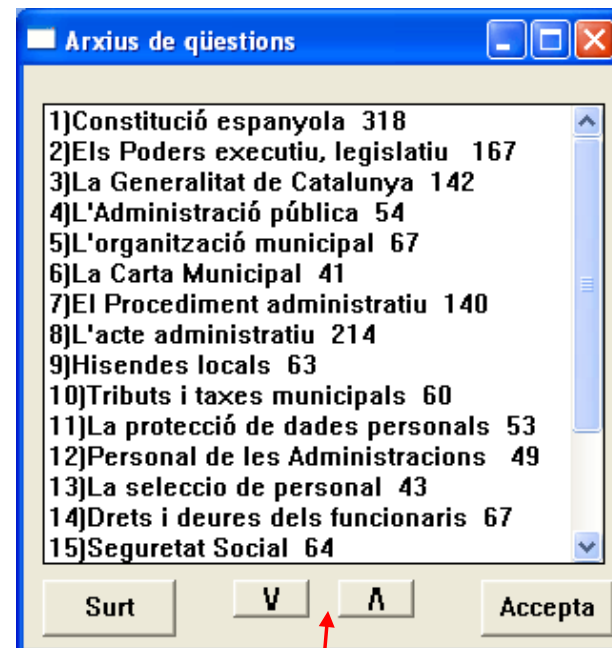 Arxius de qüestions
1)Constitució espanyola 318
2)Els Poders executiu, legislatiu 167
3)La Generalitat de Catalunya 142
4)L'Administració pública 54
5)L'organització municipal 67
6)La Carta Municipal 41
7)El Procediment administratiu 140
8)L'acte administratiu 214
9)Hisendes locals 63
10)Tributs i taxes municipals 60
11)La protecció de dades personals 53
12)Personal de les Administracions 49
13)La seleccio de personal 43
14)Drets i deures dels funcionaris 67
15)Seguretat Social 64
Surt V Λ Accepta